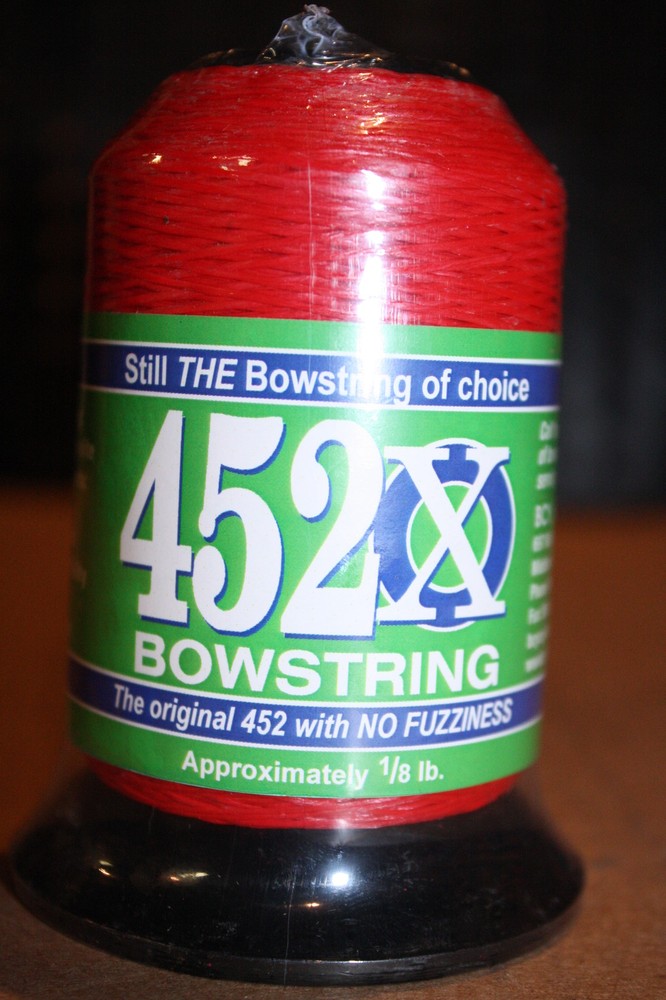 Still THE Bowstring of choice
452X
BOWSTRING
The original 452 with NO FUZZINESS
Approximately 1/8 lb.